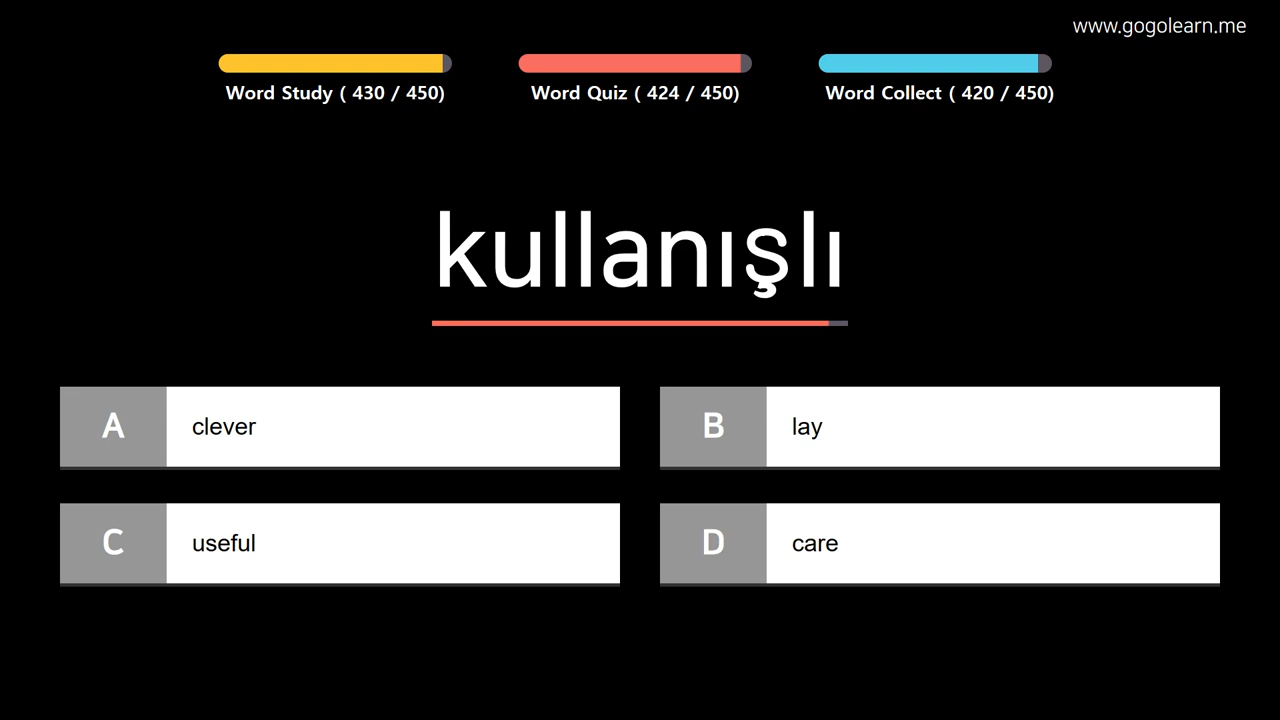 www.gogolearn.me
Word Study ( 430 / 450)
Word Quiz ( 424 / 450)
Word Collect ( 420 / 450)
kullanışlı
A clever
B lay
C useful
D care